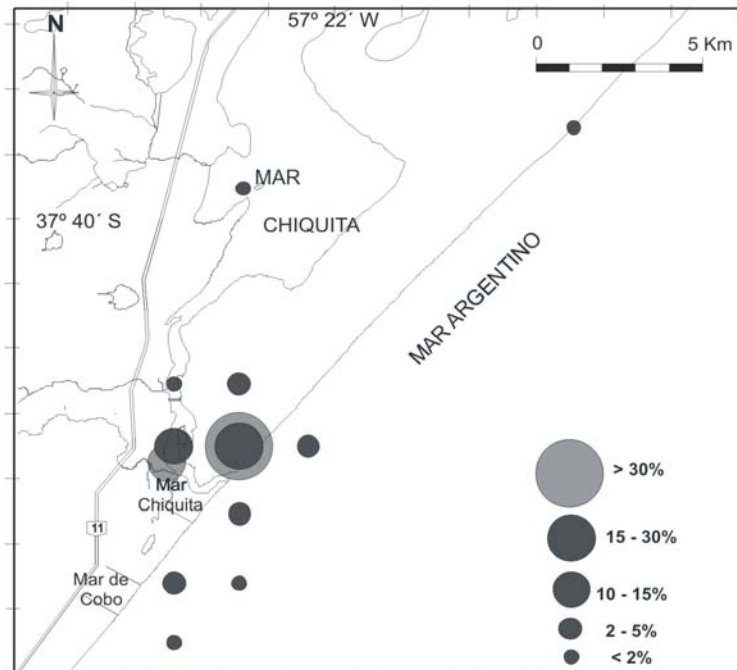 57º 22´ W
N
0 5 Km
MAR
CHIQUITA
37º 40´ S
MAR ARGENTINO
> 30%
Mar
Chiquita
11
15 - 30%
Mar de
Cobo
10 - 15%
2 - 5%
< 2%